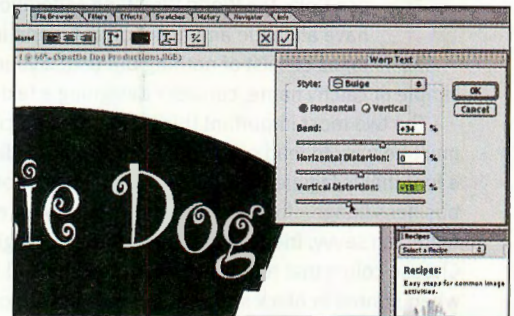 File Browser Filters Effects Swatches History Navigator Info
@ 60% (Spottie Dog Productions,RGB)
ie Dog
Warp Text
Style: Bulge
OK
Cancel
Horizontal Vertical
Bend: +34 %
Horizontal Distortion: 0 %
Vertical Distortion: -18 %
Recipes
Select a Recipe
Recipes:
Easy steps for common image
activities.